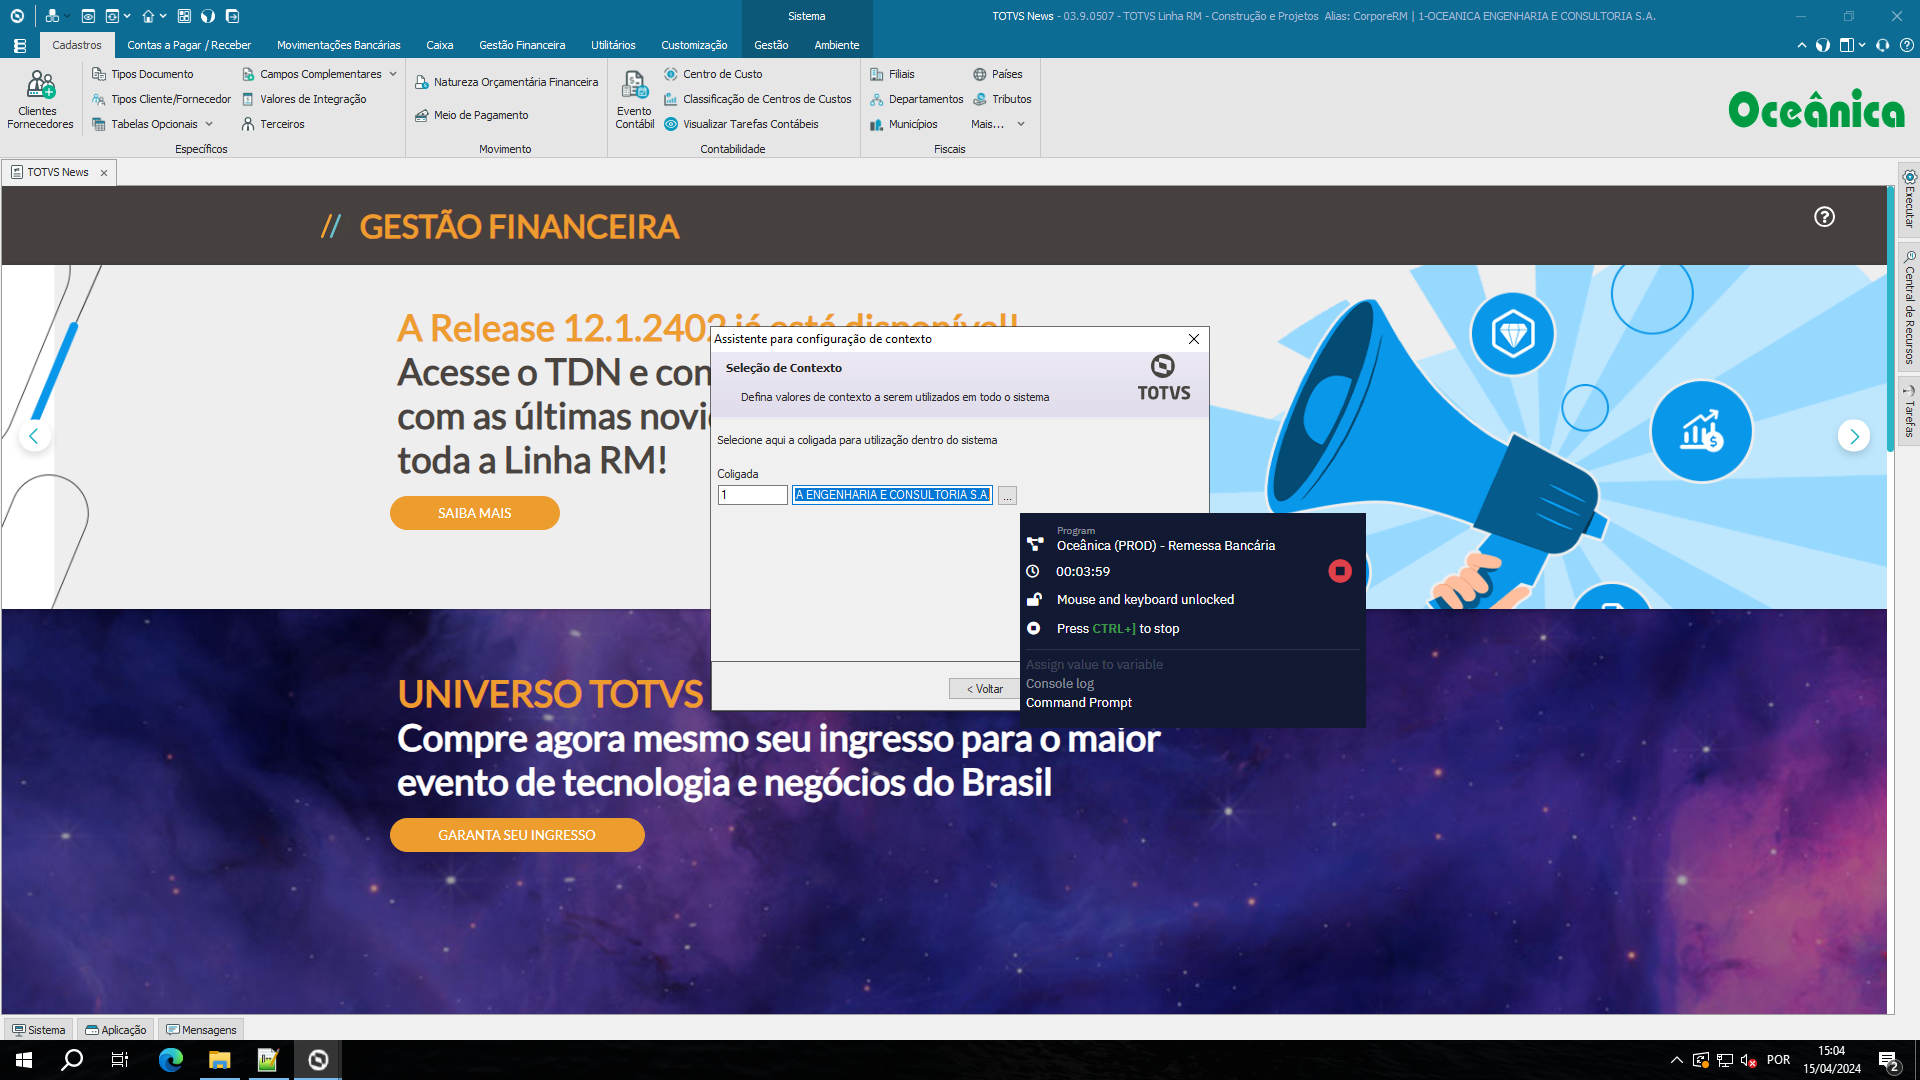 Sistema
TOTVS News - 03.9.0507 - TOTVS Linha RM - Construção e Projetos Alias: CorporeRM | 1-OCEANICA ENGENHARIA E CONSULTORIA S.A.
Cadastros
Contas a Pagar / Receber
Movimentações Bancárias
Caixa
Gestão Financeira
Utilitários
Customização
Gestão
Ambiente
Clientes
Fornecedores
Tipos Documento
Tipos Cliente/Fornecedor
Tabelas Opcionais
Campos Complementares
Valores de Integração
Terceiros
Específicos
Natureza Orçamentária Financeira
Meio de Pagamento
Movimento
Evento
Contábil
Centro de Custo
Classificação de Centros de Custos
Visualizar Tarefas Contábeis
Contabilidade
Filiais
Departamentos
Municípios
Países
Tributos
Mais...
Fiscais
Oceânica
TOTVS News
Executar
Central de Recursos
Tarefas
// GESTÃO FINANCEIRA
A Release 12.1.2402 já está disponível!
Acesse o TDN e con
com as últimas novi
toda a Linha RM!
SAIBA MAIS
Assistente para configuração de contexto
Seleção de Contexto
Defina valores de contexto a serem utilizados em todo o sistema
TOTVS
Selecione aqui a coligada para utilização dentro do sistema
Coligada
1
A ENGENHARIA E CONSULTORIA S.A.
...
< Voltar
Program
Oceânica (PROD) - Remessa Bancária
00:03:59
Mouse and keyboard unlocked
Press CTRL+] to stop
Assign value to variable
Console log
Command Prompt
UNIVERSO TOTVS
Compre agora mesmo seu ingresso para o maior
evento de tecnologia e negócios do Brasil
GARANTA SEU INGRESSO
Sistema
Aplicação
Mensagens
POR
15:04
15/04/2024
2